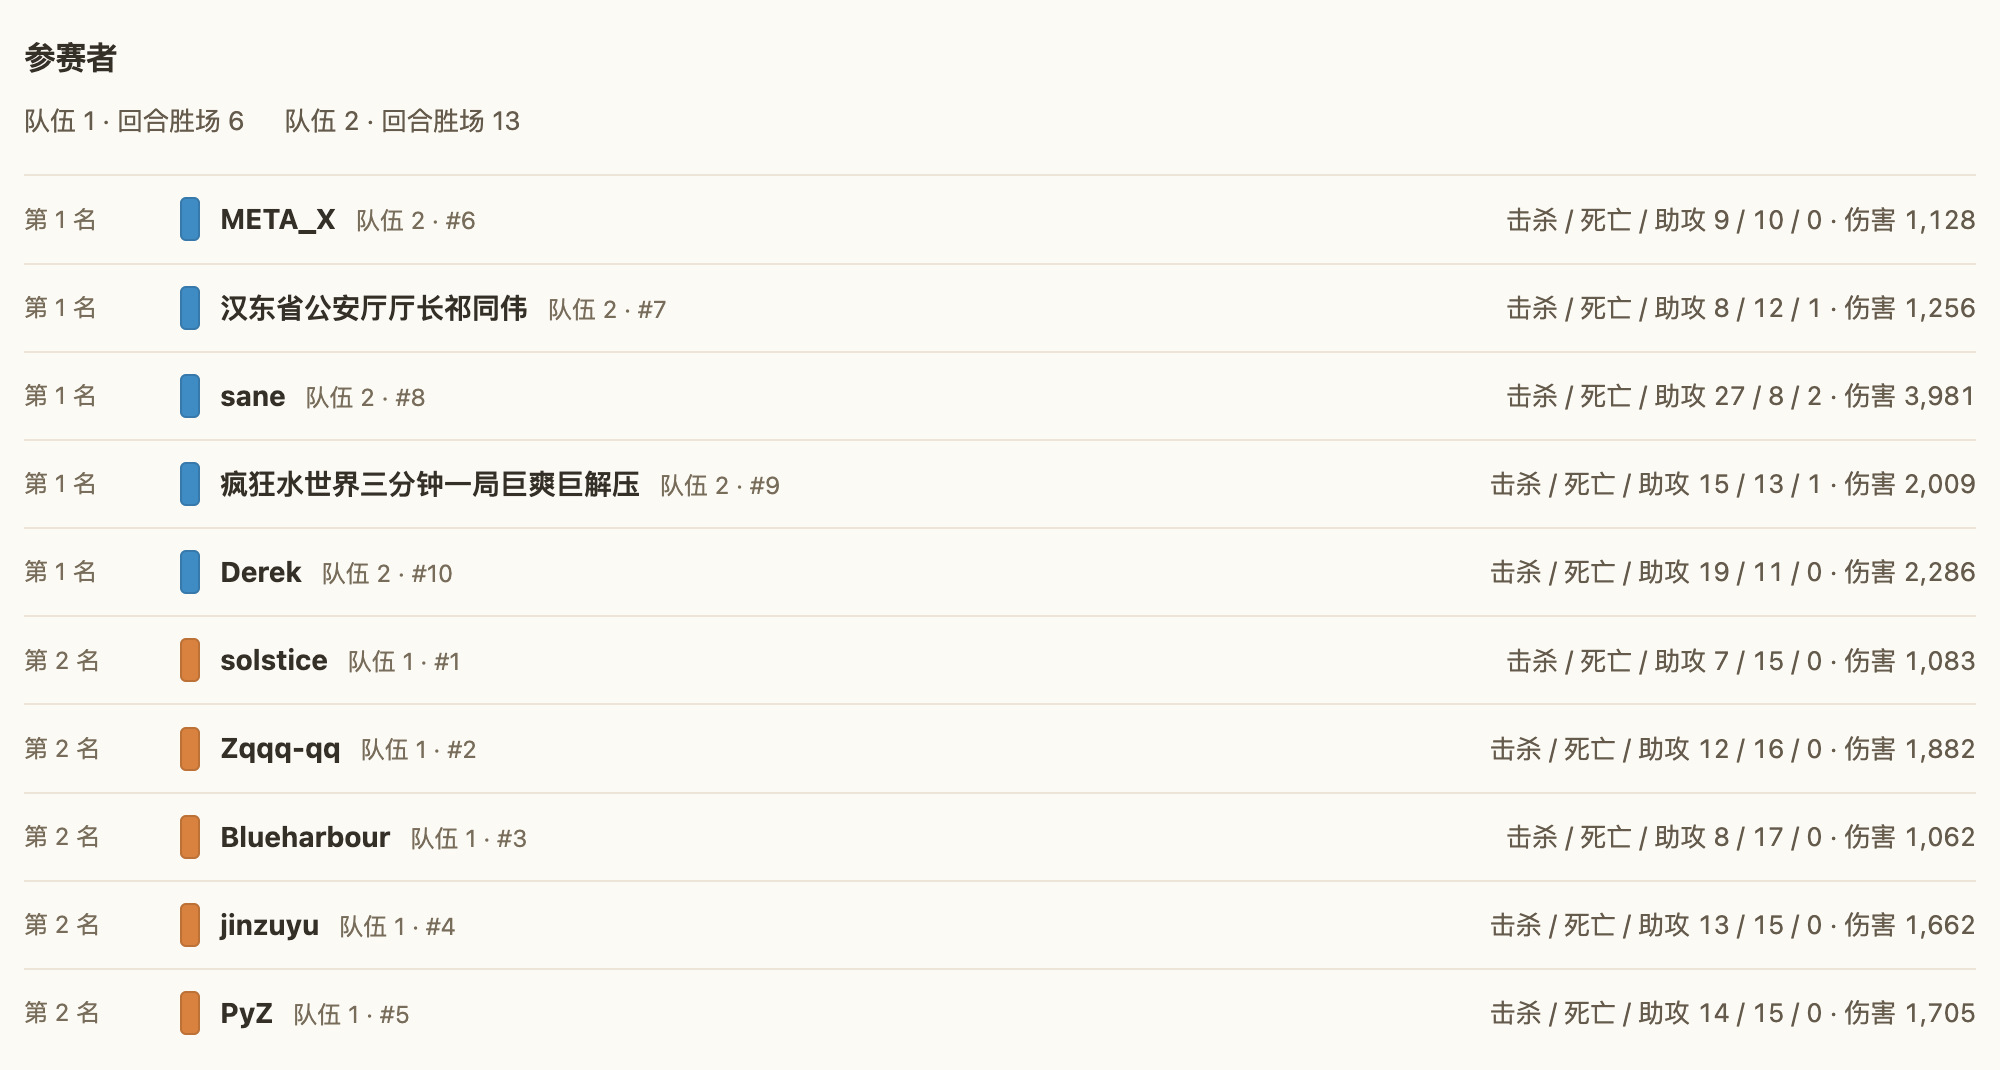 参赛者
队伍 1 · 回合胜场 6 队伍 2 · 回合胜场 13
第 1 名 META_X 队伍 2 · #6 击杀 / 死亡 / 助攻 9 / 10 / 0 · 伤害 1,128
第 1 名 汉东省公安厅厅长祁同伟 队伍 2 · #7 击杀 / 死亡 / 助攻 8 / 12 / 1 · 伤害 1,256
第 1 名 sane 队伍 2 · #8 击杀 / 死亡 / 助攻 27 / 8 / 2 · 伤害 3,981
第 1 名 疯狂水世界三分钟一局巨爽巨解压 队伍 2 · #9 击杀 / 死亡 / 助攻 15 / 13 / 1 · 伤害 2,009
第 1 名 Derek 队伍 2 · #10 击杀 / 死亡 / 助攻 19 / 11 / 0 · 伤害 2,286
第 2 名 solstice 队伍 1 · #1 击杀 / 死亡 / 助攻 7 / 15 / 0 · 伤害 1,083
第 2 名 Zqqq-qq 队伍 1 · #2 击杀 / 死亡 / 助攻 12 / 16 / 0 · 伤害 1,882
第 2 名 Blueharbour 队伍 1 · #3 击杀 / 死亡 / 助攻 8 / 17 / 0 · 伤害 1,062
第 2 名 jinzuyu 队伍 1 · #4 击杀 / 死亡 / 助攻 13 / 15 / 0 · 伤害 1,662
第 2 名 PyZ 队伍 1 · #5 击杀 / 死亡 / 助攻 14 / 15 / 0 · 伤害 1,705